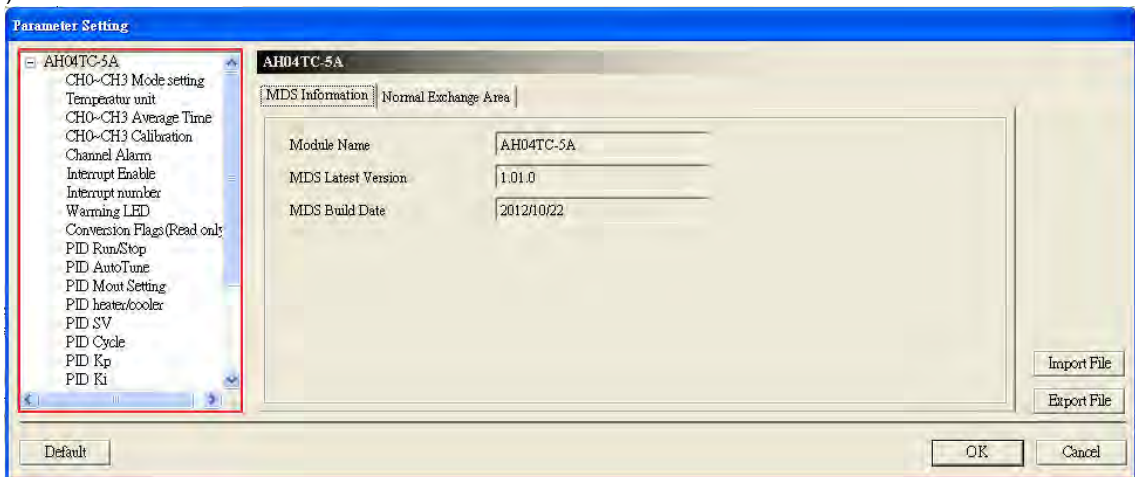 )
Parameter Setting
AH04TC-5A
CH0~CH3 Mode setting
Temperatur unit
CH0~CH3 Average Time
CH0~CH3 Calibration
Channel Alarm
Interrupt Enable
Interrupt number
Warming LED
Conversion Flags(Read only
PID Run/Stop
PID AutoTune
PID Mout Setting
PID heater/cooler
PID SV
PID Cycle
PID Kp
PID Ki
AH04TC-5A
MDS Information Normal Exchange Area
Module Name AH04TC-5A
MDS Latest Version 1.01.0
MDS Build Date 2012/10/22
Import File
Export File
Default OK Cancel